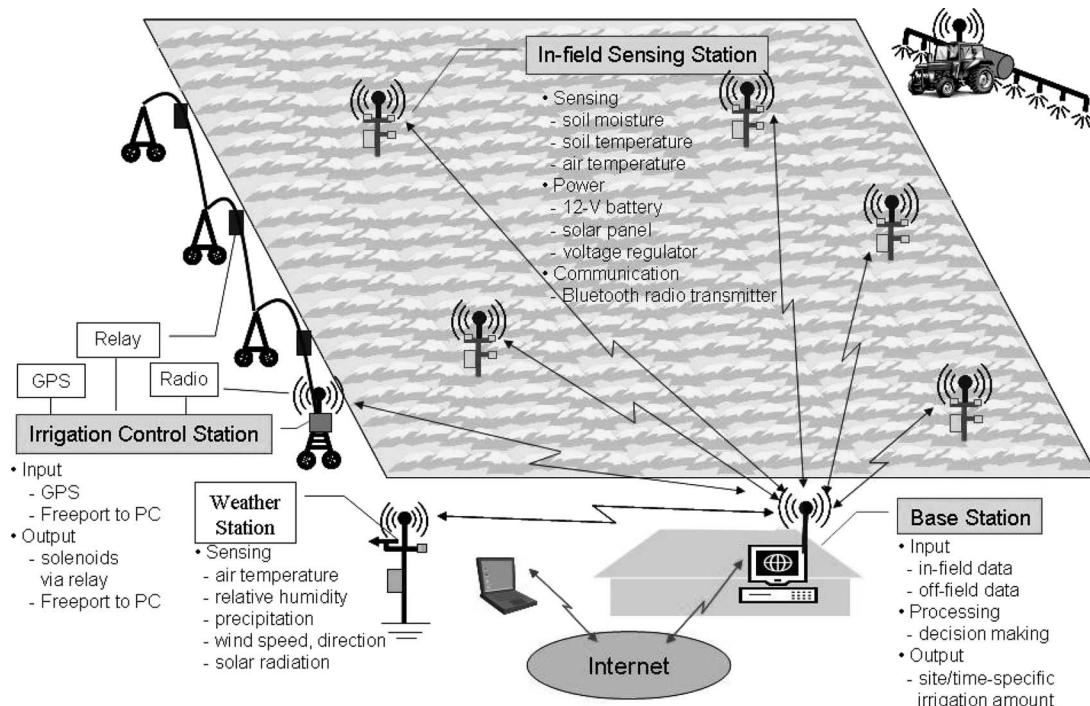 In-field Sensing Station
• Sensing
- soil moisture
- soil temperature
- air temperature
• Power
- 12-V battery
- solar panel
- voltage regulator
• Communication
- Bluetooth radio transmitter
Relay
GPS
Radio
Irrigation Control Station
• Input
- GPS
- Freeport to PC
• Output
- solenoids
via relay
- Freeport to PC
Weather
Station
• Sensing
- air temperature
- relative humidity
- precipitation
- wind speed, direction
- solar radiation
Internet
Base Station
• Input
- in-field data
- off-field data
• Processing
- decision making
• Output
- site/time-specific
irrigation amount